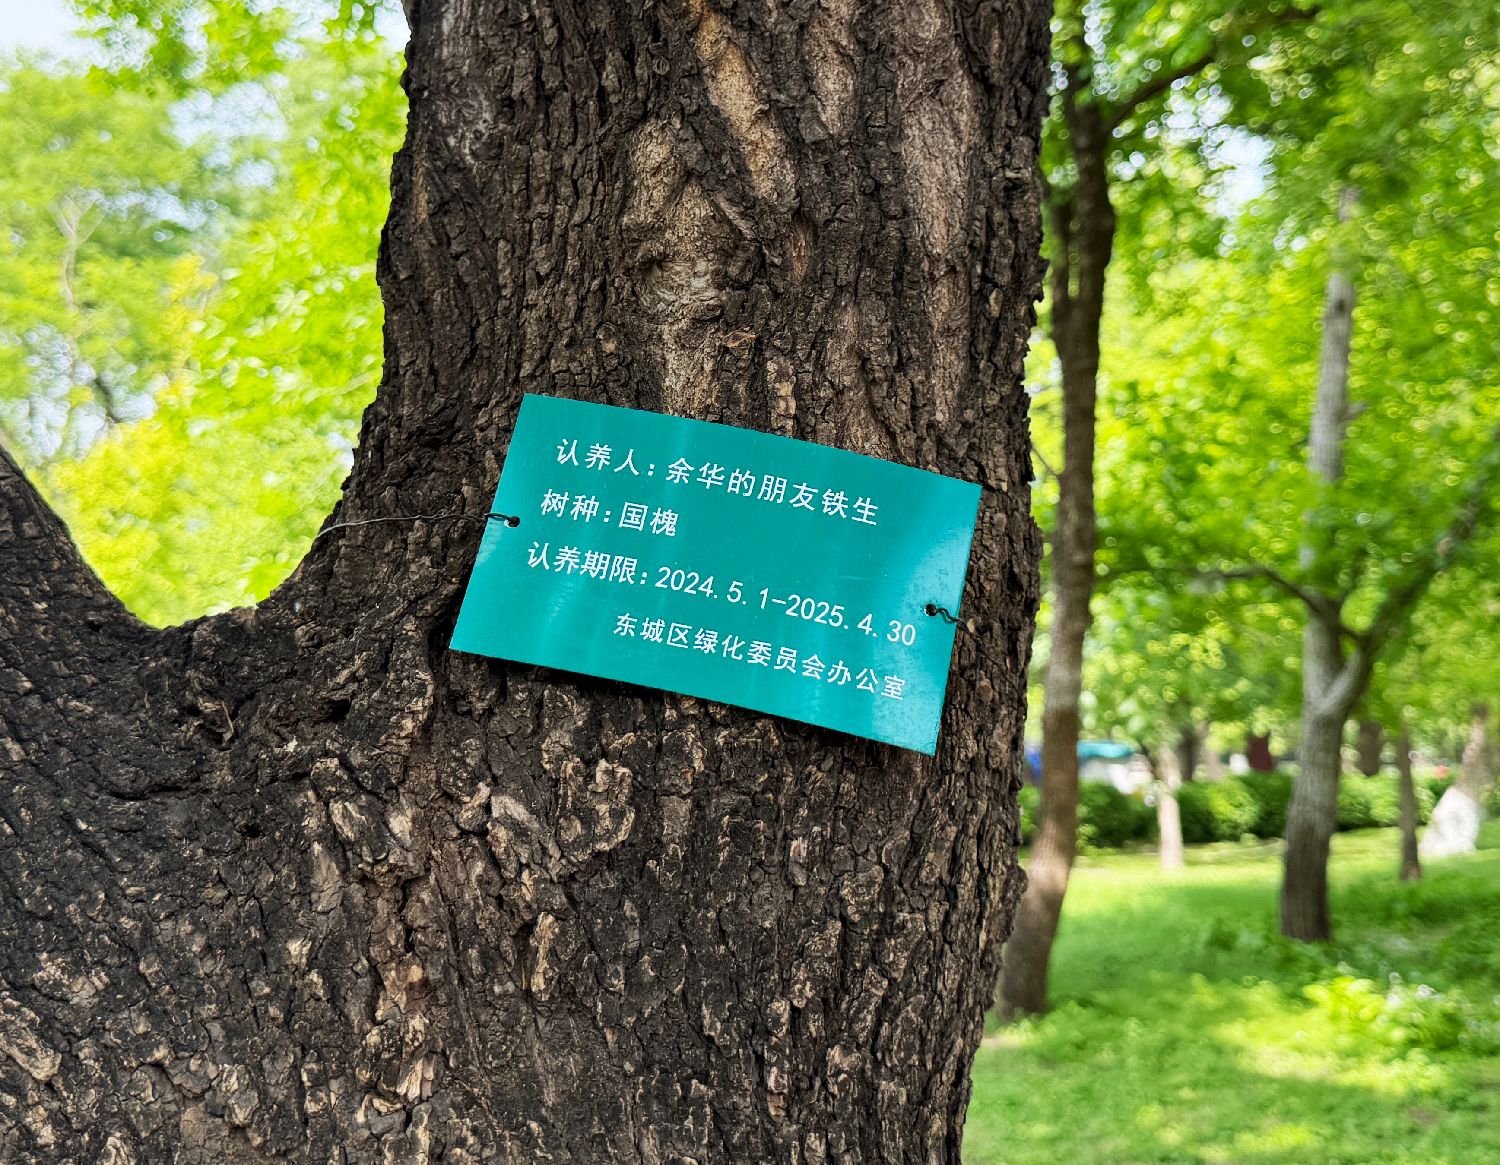 认养人:余华的朋友铁生
树种:国槐
认养期限:2024.5.1-2025.4.30
东城区绿化委员会办公室